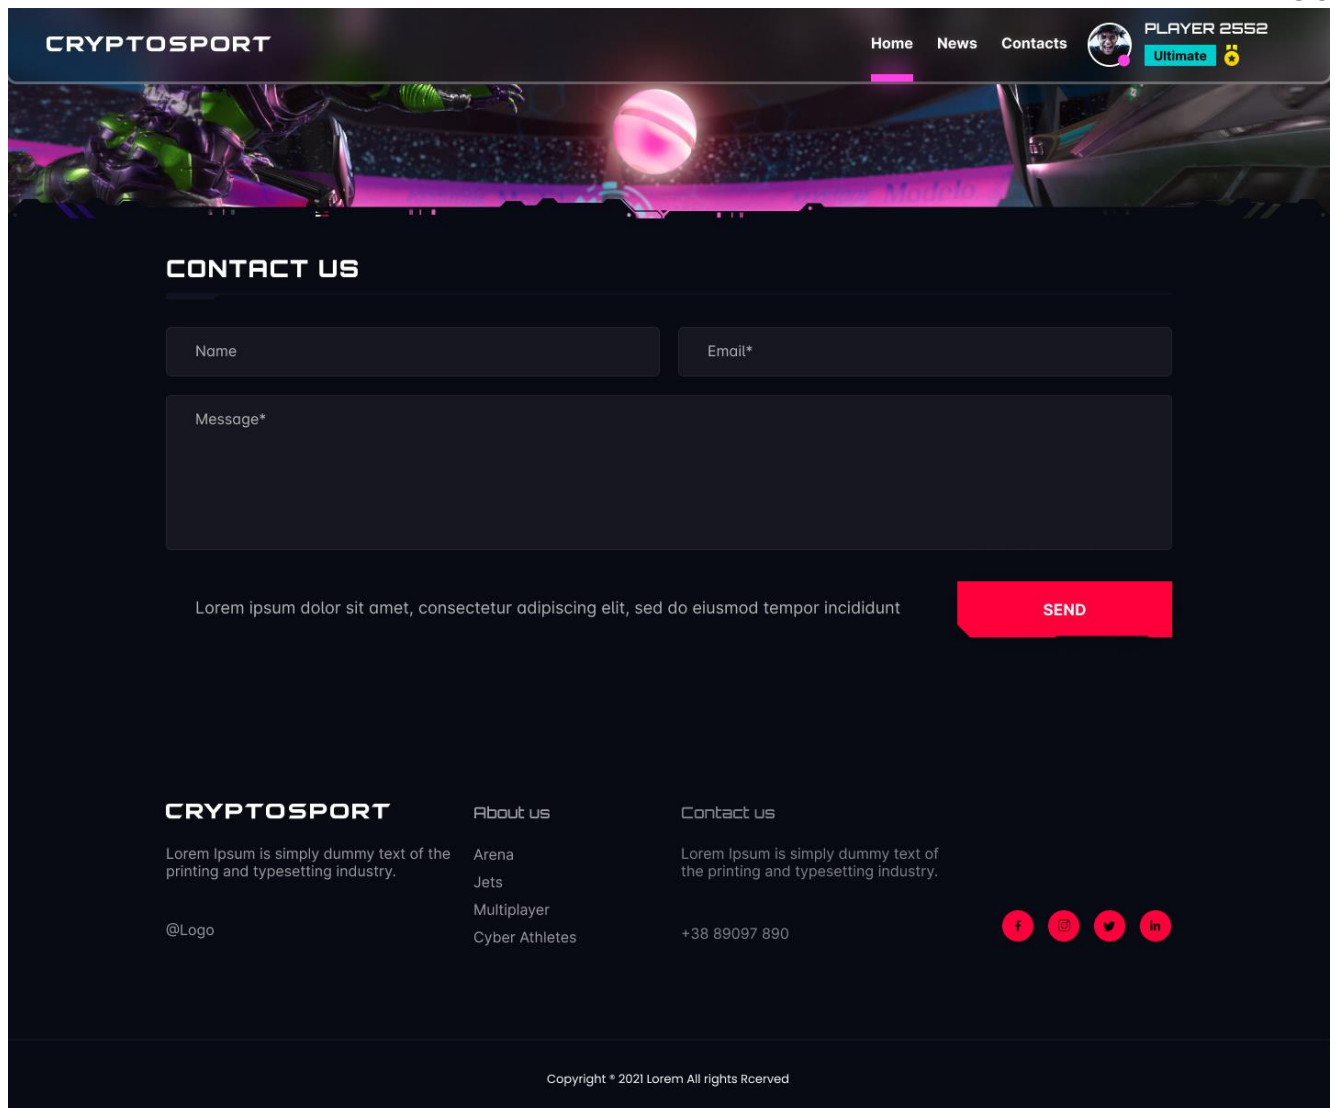 CRYPTOSPORT
Home News Contacts
PLAYER 2552
Ultimate
Modelo
CONTACT US
Name
Email*
Message*
Lorem ipsum dolor sit amet, consectetur adipiscing elit, sed do eiusmod tempor incididunt
SEND
CRYPTOSPORT
Lorem Ipsum is simply dummy text of the
printing and typesetting industry.
@Logo
About us
Arena
Jets
Multiplayer
Cyber Athletes
Contact us
Lorem Ipsum is simply dummy text of
the printing and typesetting industry.
+38 89097 890
Copyright ® 2021 Lorem All rights Rcerved